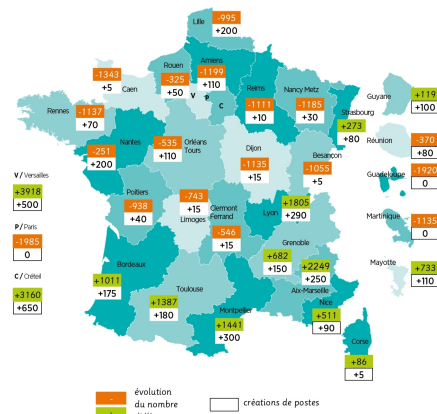 Lille
-995
+200
Rouen
-325
+50
Amiens
-1199
+110
-1343
+5
Caen
V
P
C
Reims
-1111
+10
Nancy Metz
-1185
+30
Strasbourg
+273
+80
Rennes
-1137
+70
Nantes
-251
+200
Orléans
Tours
-535
+110
Dijon
-1135
+15
Besançon
-1055
+5
Poitiers
-938
+40
-743
+15
Limoges
Clermont
Ferrand
-546
+15
Lyon
+1805
+290
Grenoble
+682
+150
Bordeaux
+1011
+175
Toulouse
+1387
+180
Montpellier
+1441
+300
+2249
+250
Aix-Marseille
Nice
+511
+90
Corse
+86
+5
V / Versailles
+3918
+500
P / Paris
-1985
0
C / Créteil
+3160
+650
Guyane
+119
+100
Réunion
-370
+80
Guadeloupe
-1920
0
Martinique
-1135
0
Mayotte
+733
+110
-
évolution
du nombre
créations de postes